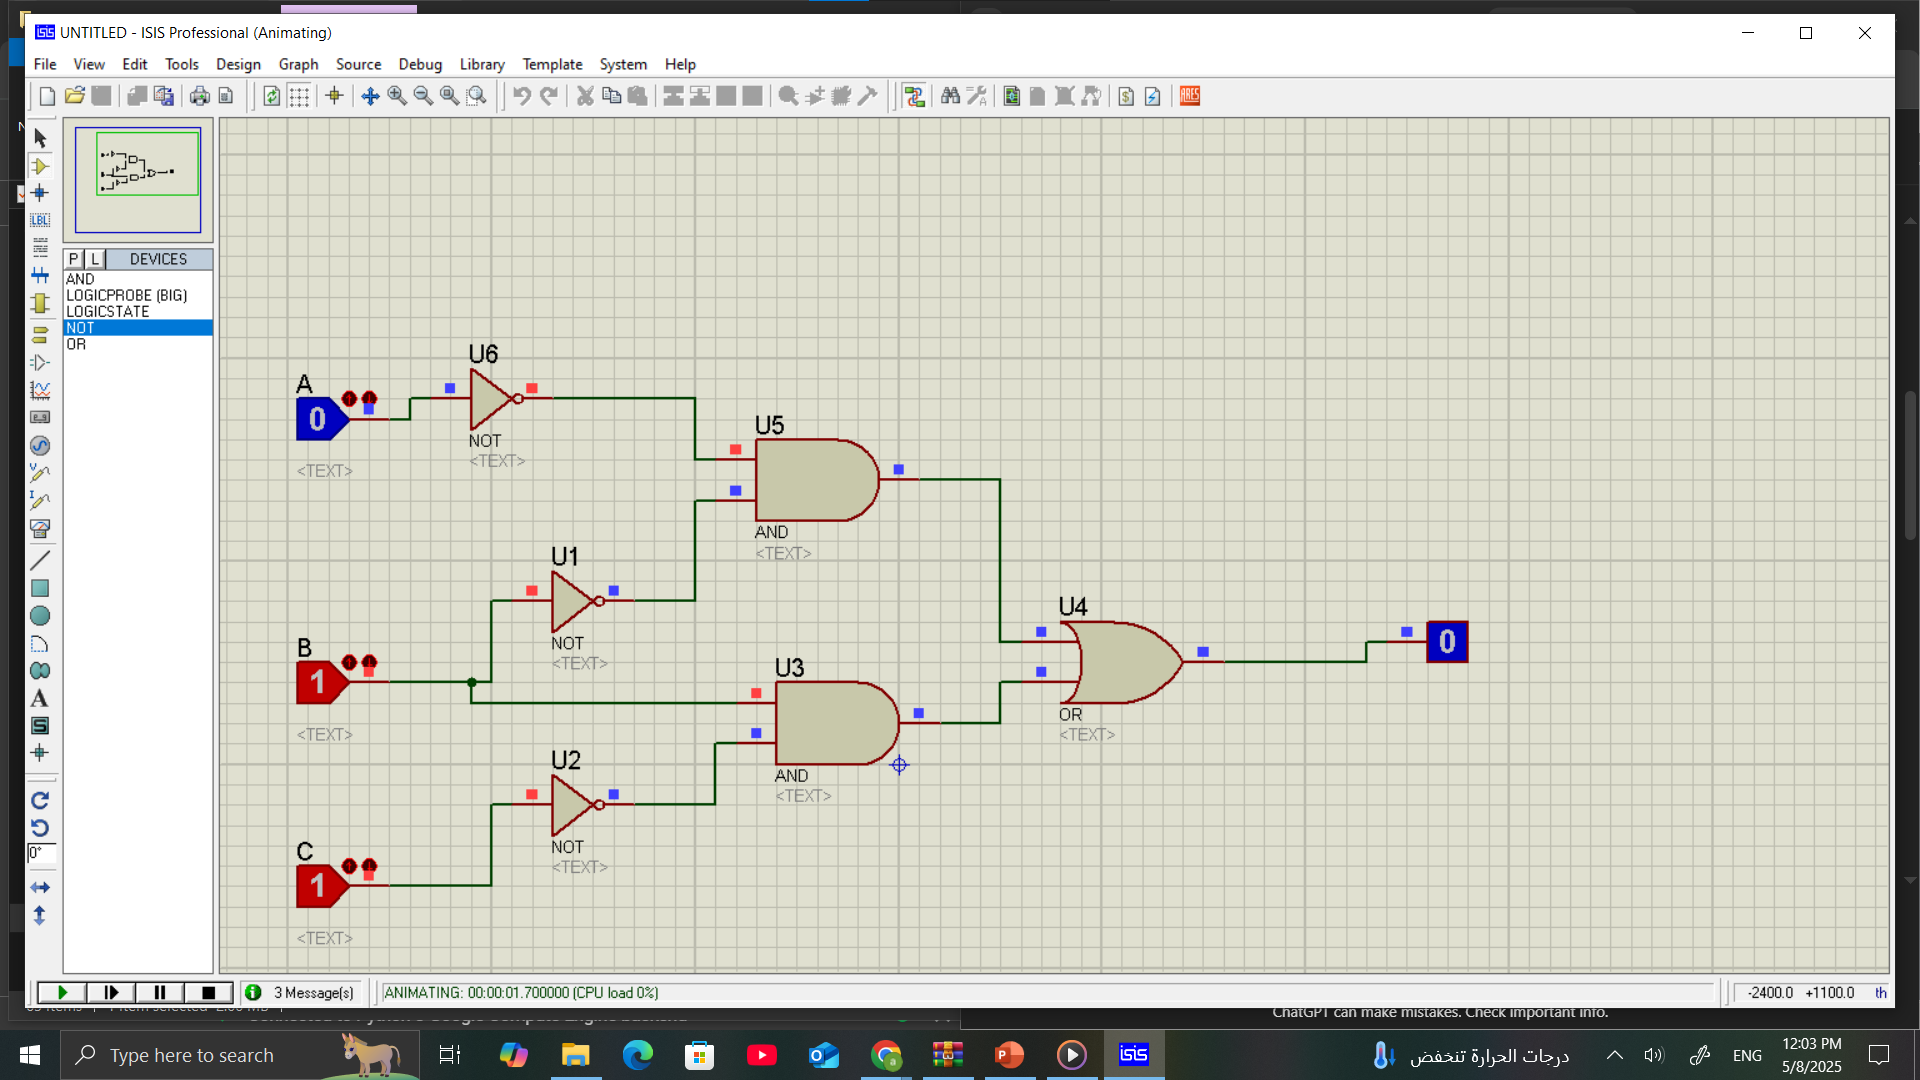 UNTITLED - ISIS Professional (Animating)
File View Edit Tools Design Graph Source Debug Library Template System Help
ARES
LBL
P L DEVICES
AND
LOGICPROBE (BIG)
LOGICSTATE
NOT
OR
A
0
<TEXT>
U6
NOT
<TEXT>
U5
AND
<TEXT>
U1
NOT
<TEXT>
B
1
<TEXT>
U3
AND
<TEXT>
U4
OR
<TEXT>
0
U2
NOT
<TEXT>
C
1
<TEXT>
0°
3 Message(s)
ANIMATING: 00:00:01.700000 (CPU load 0%)
-2400.0 +1100.0 th
ChatGPT can make mistakes. Check important info.
Type here to search
isis
درجات الحرارة تنخفض
ENG
12:03 PM
5/8/2025